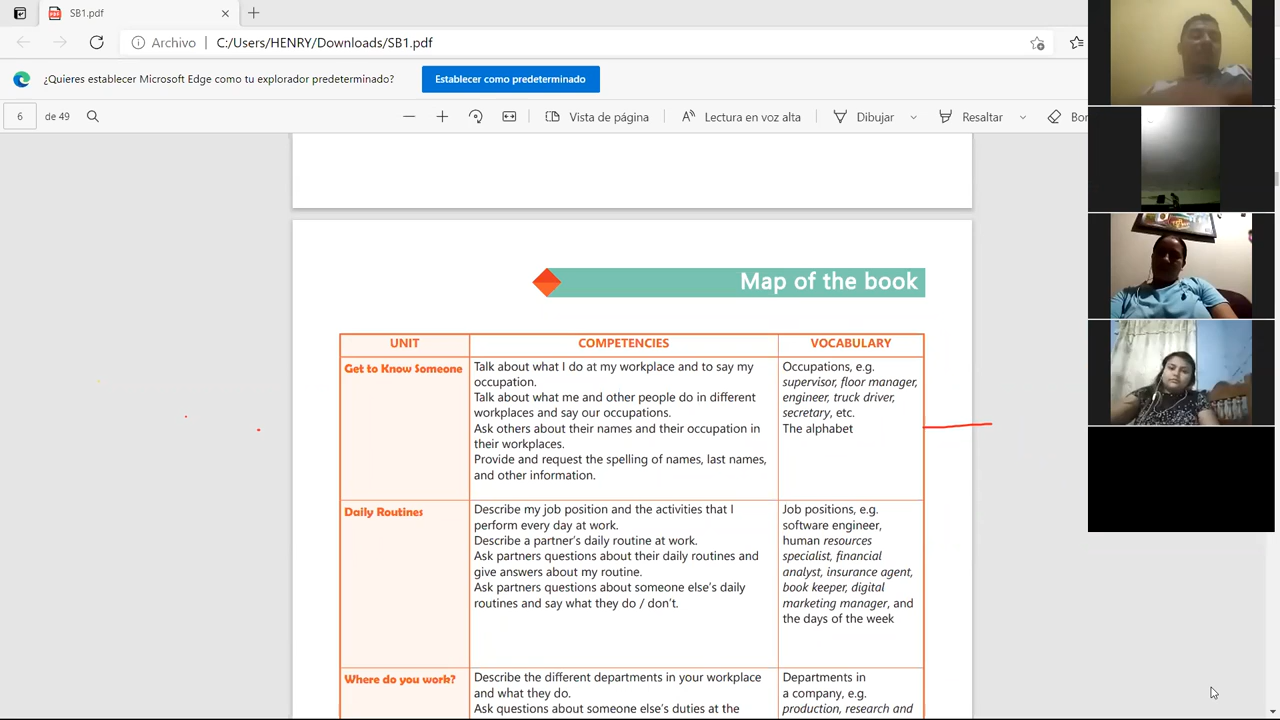 SB1.pdf
Archivo C:/Users/HENRY/Downloads/SB1.pdf
¿Quieres establecer Microsoft Edge como tu explorador predeterminado? Establecer como predeterminado
6 de 49 Vista de página Lectura en voz alta Dibujar Resaltar Bor
Map of the book
UNIT COMPETENCIES VOCABULARY
Get to Know Someone
Talk about what I do at my workplace and to say my
occupation.
Talk about what me and other people do in different
workplaces and say our occupations.
Ask others about their names and their occupation in
their workplaces.
Provide and request the spelling of names, last names,
and other information.
Occupations, e.g.
supervisor, floor manager,
engineer, truck driver,
secretary, etc.
The alphabet
Daily Routines
Describe my job position and the activities that I
perform every day at work.
Describe a partner's daily routine at work.
Ask partners questions about their daily routines and
give answers about my routine.
Ask partners questions about someone else's daily
routines and say what they do / don't.
Job positions, e.g.
software engineer,
human resources
specialist, financial
analyst, insurance agent,
book keeper, digital
marketing manager, and
the days of the week
Where do you work?
Describe the different departments in your workplace
and what they do.
Ask questions about someone else's duties at the
Departments in
a company, e.g.
production, research and